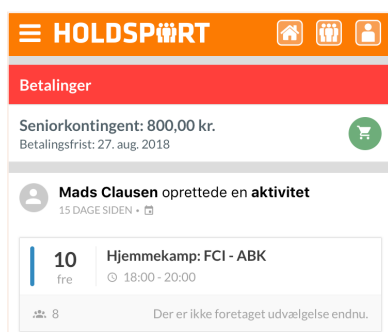 HOLDSPORT
Betalinger
Seniorkontingent: 800,00 kr.
Betalingsfrist: 27. aug. 2018
Mads Clausen oprettede en aktivitet
15 DAGE SIDEN •
10 Hjemmekamp: FCI - ABK
fre 18:00 - 20:00
8 Der er ikke foretaget udvælgelse endnu.